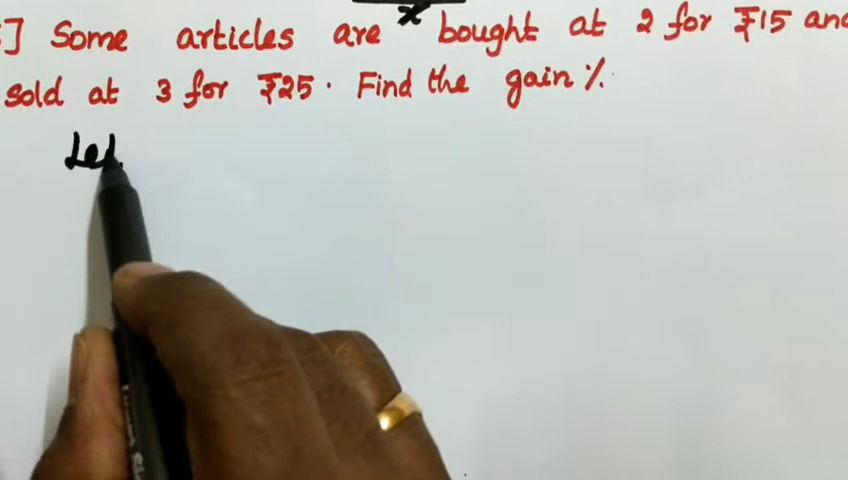 ] Some articles are x bought at 2 for ₹15 and
sold at 3 for ₹25. Find the gain %.
Let